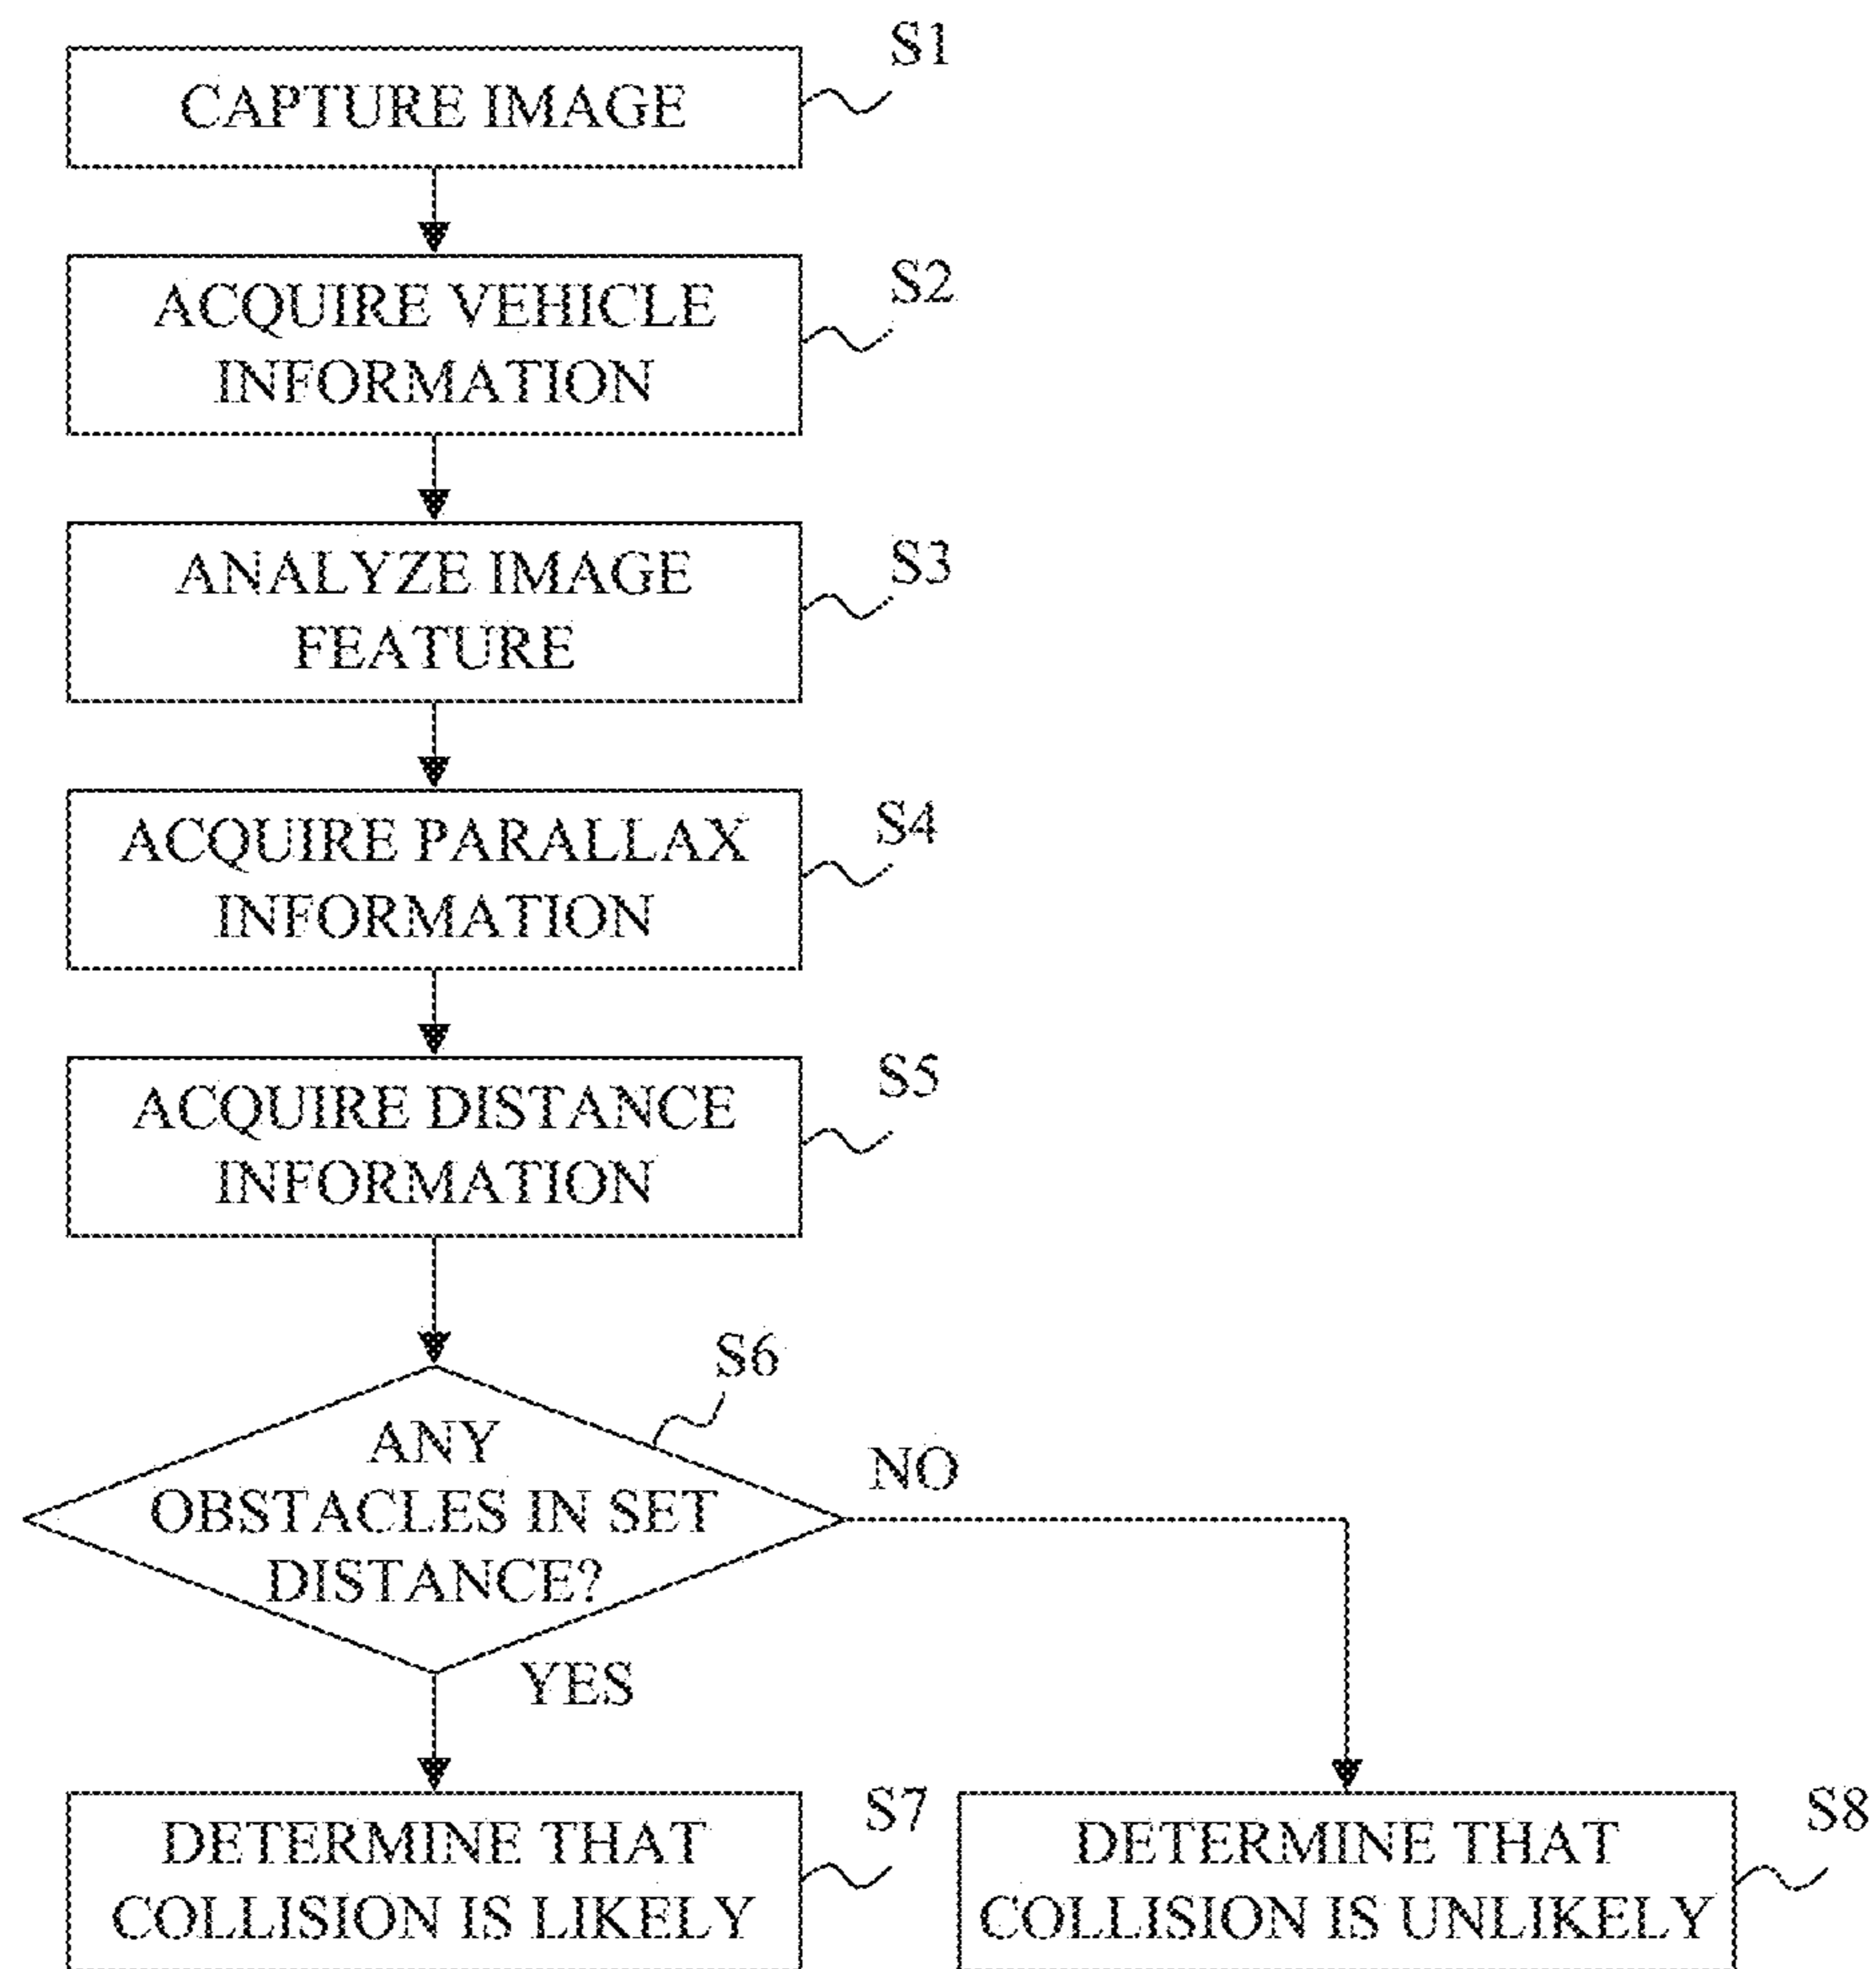 S1
CAPTURE IMAGE
S2
ACQUIRE VEHICLE
INFORMATION
S3
ANALYZE IMAGE
FEATURE
S4
ACQUIRE PARALLAX
INFORMATION
S5
ACQUIRE DISTANCE
INFORMATION
S6
ANY
OBSTACLES IN SET
DISTANCE?
NO
YES
S7
DETERMINE THAT
COLLISION IS LIKELY
S8
DETERMINE THAT
COLLISION IS UNLIKELY